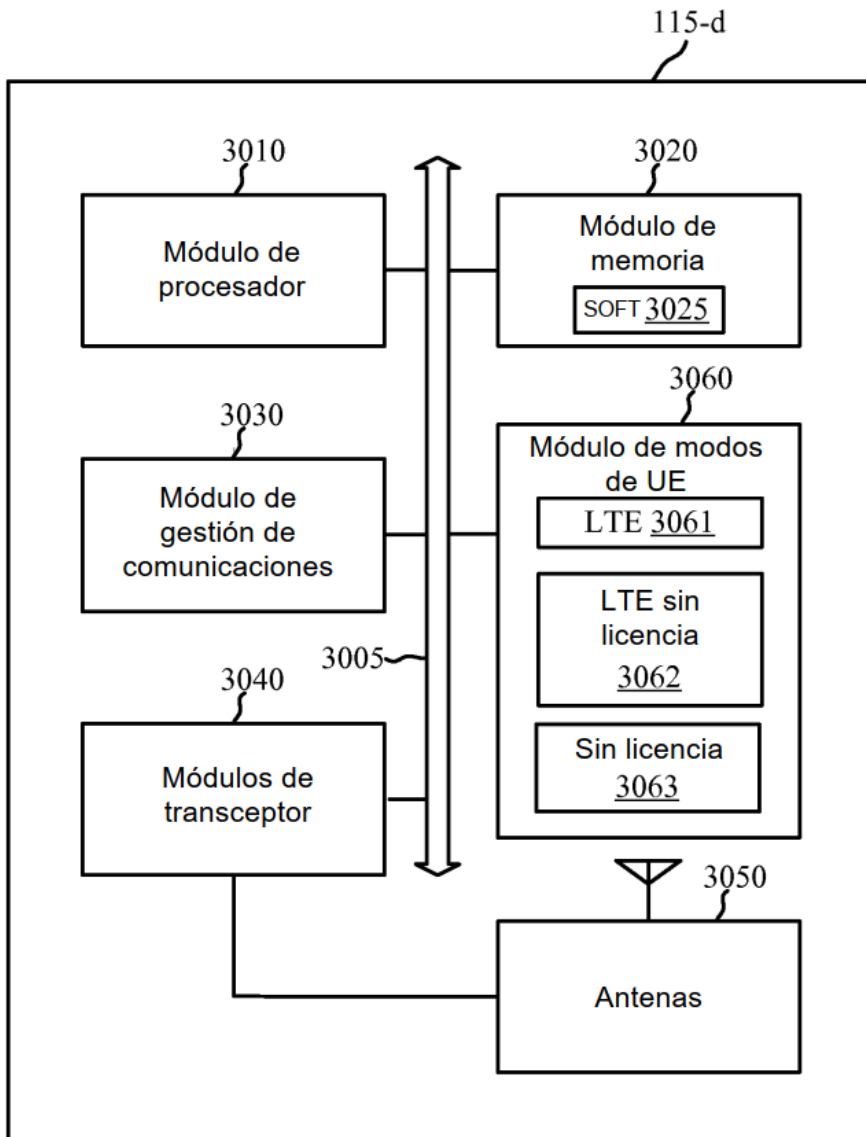 115-d
3010
Módulo de
procesador
3020
Módulo de
memoria
SOFT 3025
3030
Módulo de
gestión de
comunicaciones
3060
Módulo de modos
de UE
LTE 3061
LTE sin
licencia
3062
Sin licencia
3063
3005
3040
Módulos de
transceptor
3050
Antenas